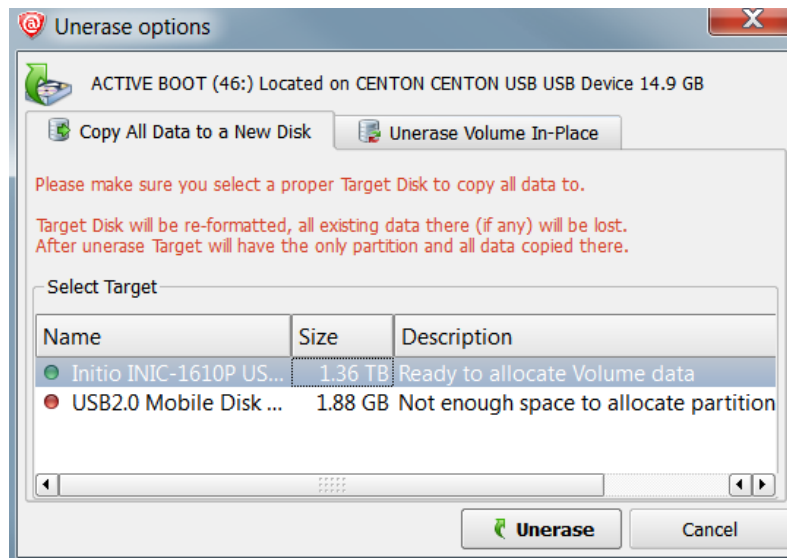 Unerase options
ACTIVE BOOT (46:) Located on CENTON CENTON USB USB Device 14.9 GB
Copy All Data to a New Disk
Unerase Volume In-Place
Please make sure you select a proper Target Disk to copy all data to.
Target Disk will be re-formatted, all existing data there (if any) will be lost.
After unerase Target will have the only partition and all data copied there.
Select Target
Name Size Description
Initio INIC-1610P US... 1.36 TB Ready to allocate Volume data
USB2.0 Mobile Disk ... 1.88 GB Not enough space to allocate partition
Unerase Cancel